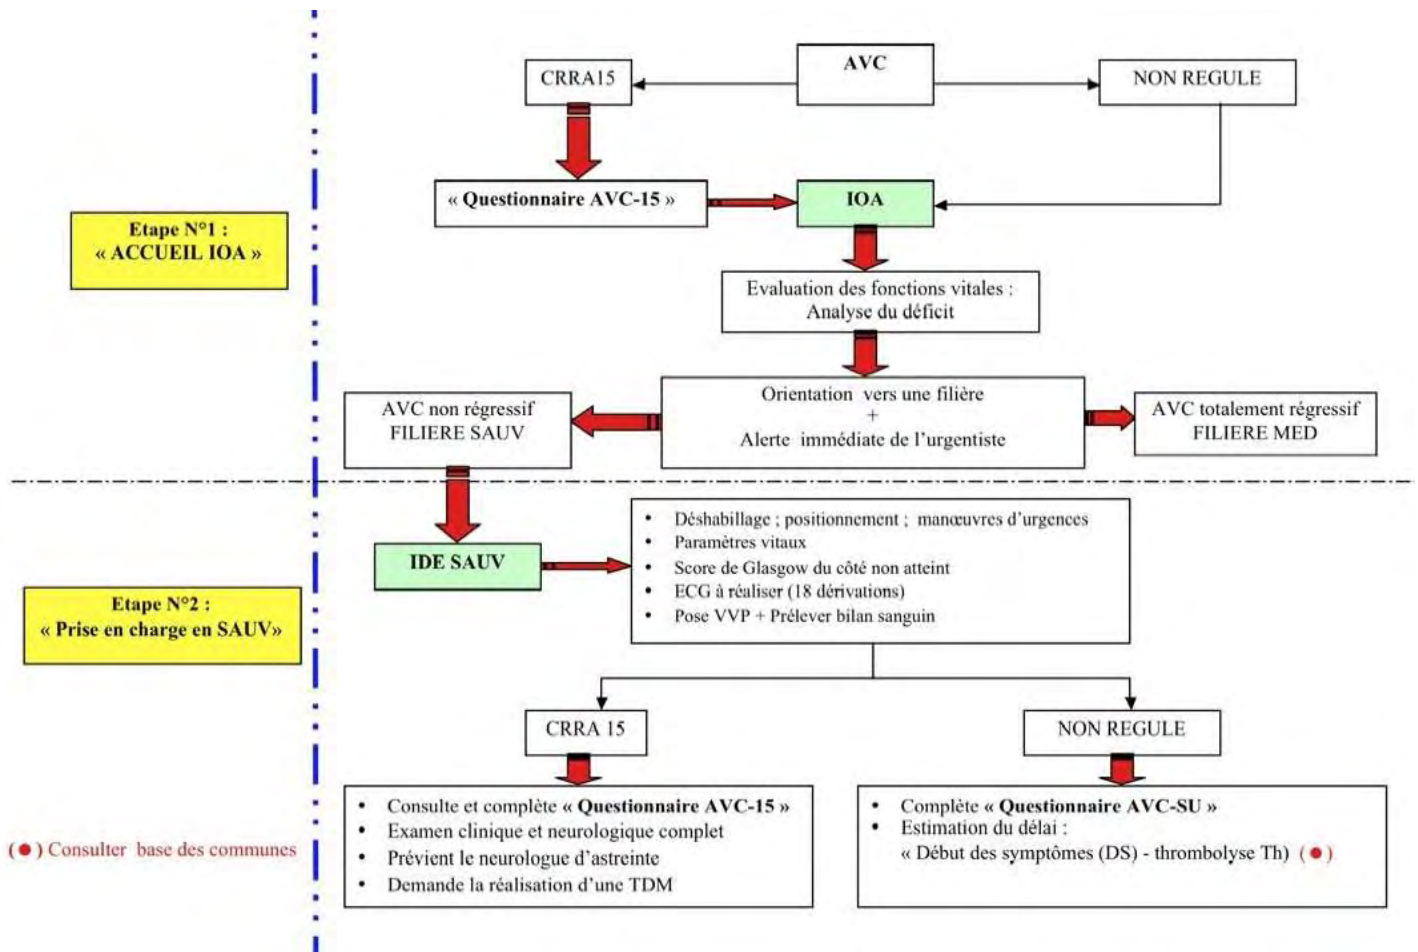 AVC
CRRA15
NON REGULE
« Questionnaire AVC-15 »
IOA
Etape N°1 :
« ACCUEIL IOA »
Evaluation des fonctions vitales :
Analyse du déficit
Orientation vers une filière
+
Alerte immédiate de l’urgentiste
AVC non régressif
FILIERE SAUV
AVC totalement régressif
FILIERE MED
• Déshabillage ; positionnement ; manœuvres d’urgences
• Paramètres vitaux
• Score de Glasgow du côté non atteint
• ECG à réaliser (18 dérivations)
• Pose VVP + Prélever bilan sanguin
IDE SAUV
Etape N°2 :
« Prise en charge en SAUV»
CRRA 15
NON REGULE
• Consulte et complète « Questionnaire AVC-15 »
• Examen clinique et neurologique complet
• Prévient le neurologue d’astreinte
• Demande la réalisation d’une TDM
• Complète « Questionnaire AVC-SU »
• Estimation du délai :
« Début des symptômes (DS) - thrombolyse Th) (●)
(●) Consulter base des communes